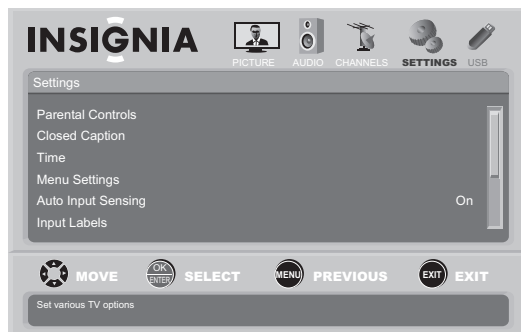 INSIGNIA
PICTURE AUDIO CHANNELS SETTINGS USB
Settings
Parental Controls
Closed Caption
Time
Menu Settings
Auto Input Sensing On
Input Labels
MOVE OK ENTER SELECT MENU PREVIOUS EXIT EXIT
Set various TV options